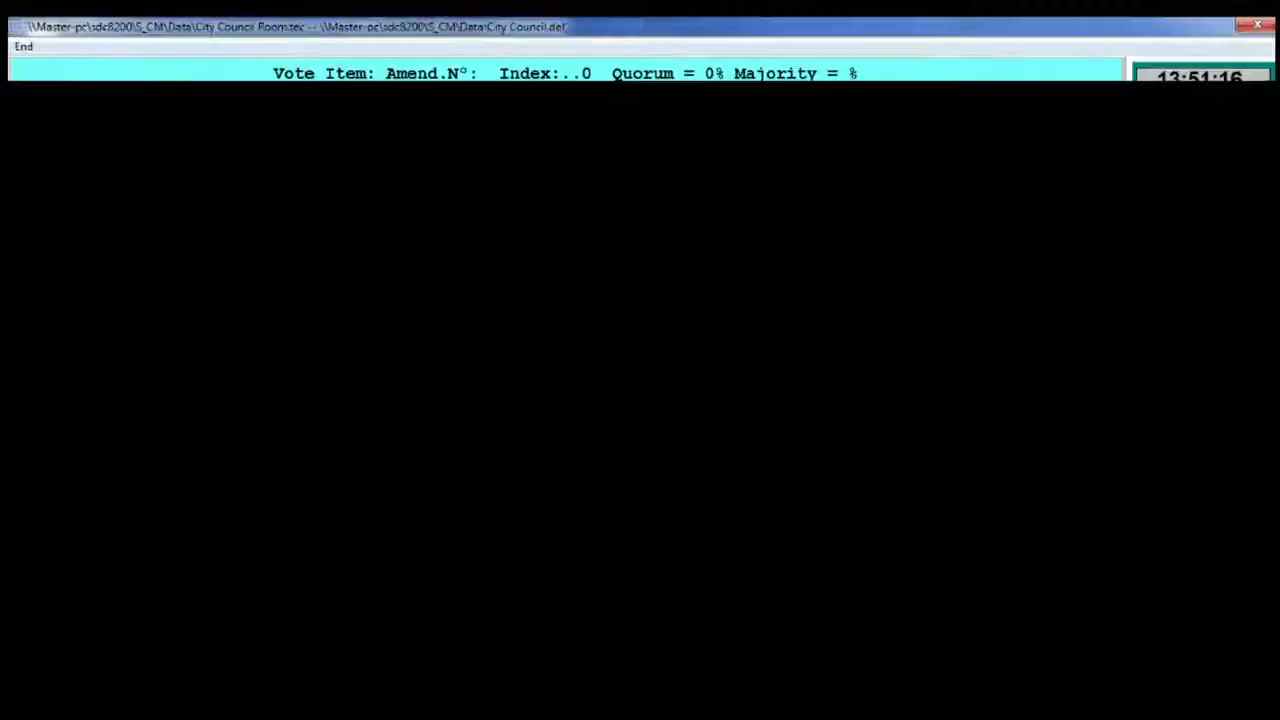 \\Master-pc\sdc8200\S_CM\Data\City Council Room.tec -- \\Master-pc\sdc8200\S_CM\Data\City Council.del
End
Vote Item: Amend.N°: Index:..0 Quorum = 0% Majority = %
13:51:16